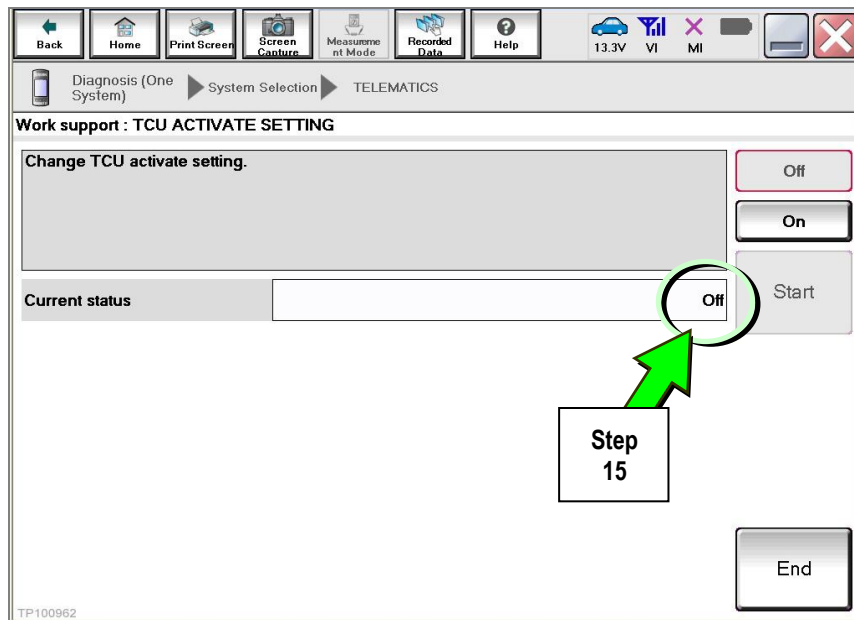 Back
Home
Print Screen
Screen
Capture
Measureme
nt Mode
Recorded
Data
Help
13.3V
VI
MI
Diagnosis (One
System)
System Selection
TELEMATICS
Work support : TCU ACTIVATE SETTING
Change TCU activate setting.
Off
On
Current status
Off
Start
Step
15
End
TP100962